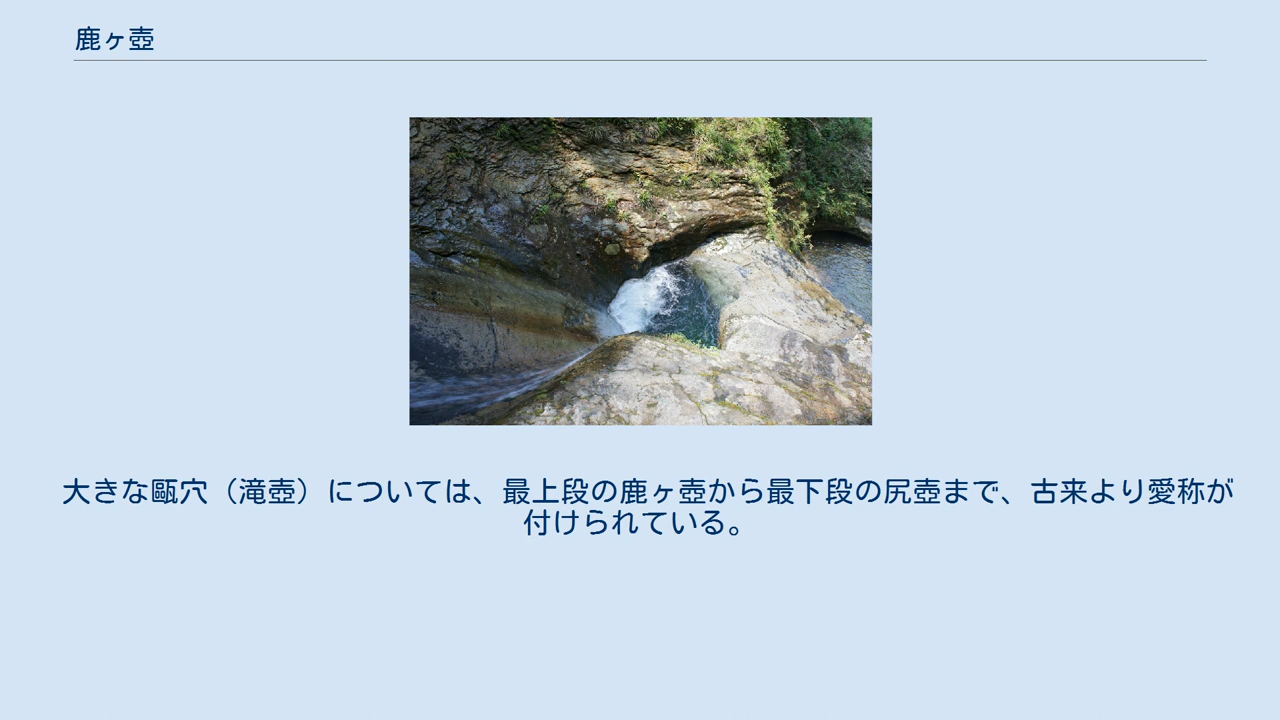 鹿ヶ壺
大きな甌穴（滝壺）については、最上段の鹿ヶ壺から最下段の尻壺まで、古来より愛称が
付けられている。